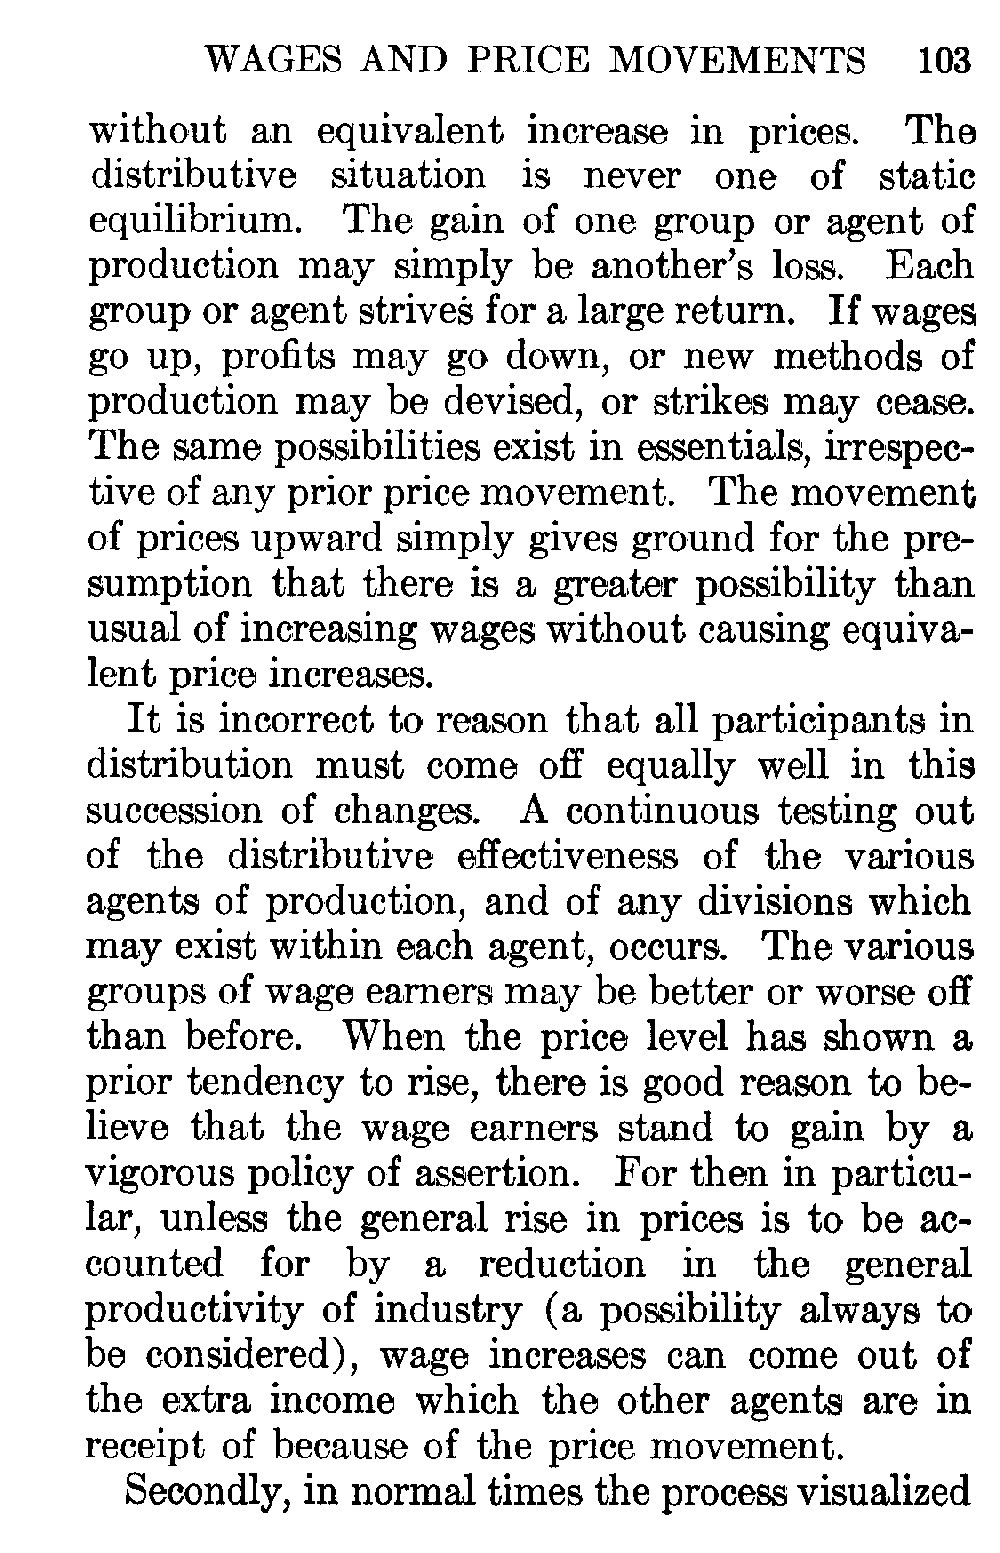 WAGES AND PRICE MOVEMENTS 103
without an equivalent increase in prices. The
distributive situation is never one of static
equilibrium. The gain of one group or agent of
production may simply be another's loss. Each
group or agent strives for a large return. If wages
go up, profits may go down, or new methods of
production may be devised, or strikes may cease.
The same possibilities exist in essentials, irrespec-
tive of any prior price movement. The movement
of prices upward simply gives ground for the pre-
sumption that there is a greater possibility than
usual of increasing wages without causing equiva-
lent price increases.
It is incorrect to reason that all participants in
distribution must come off equally well in this
succession of changes. A continuous testing out
of the distributive effectiveness of the various
agents of production, and of any divisions which
may exist within each agent, occurs. The various
groups of wage earners may be better or worse off
than before. When the price level has shown a
prior tendency to rise, there is good reason to be-
lieve that the wage earners stand to gain by a
vigorous policy of assertion. For then in particu-
lar, unless the general rise in prices is to be ac-
counted for by a reduction in the general
productivity of industry (a possibility always to
be considered), wage increases can come out of
the extra income which the other agents are in
receipt of because of the price movement.
Secondly, in normal times the process visualized